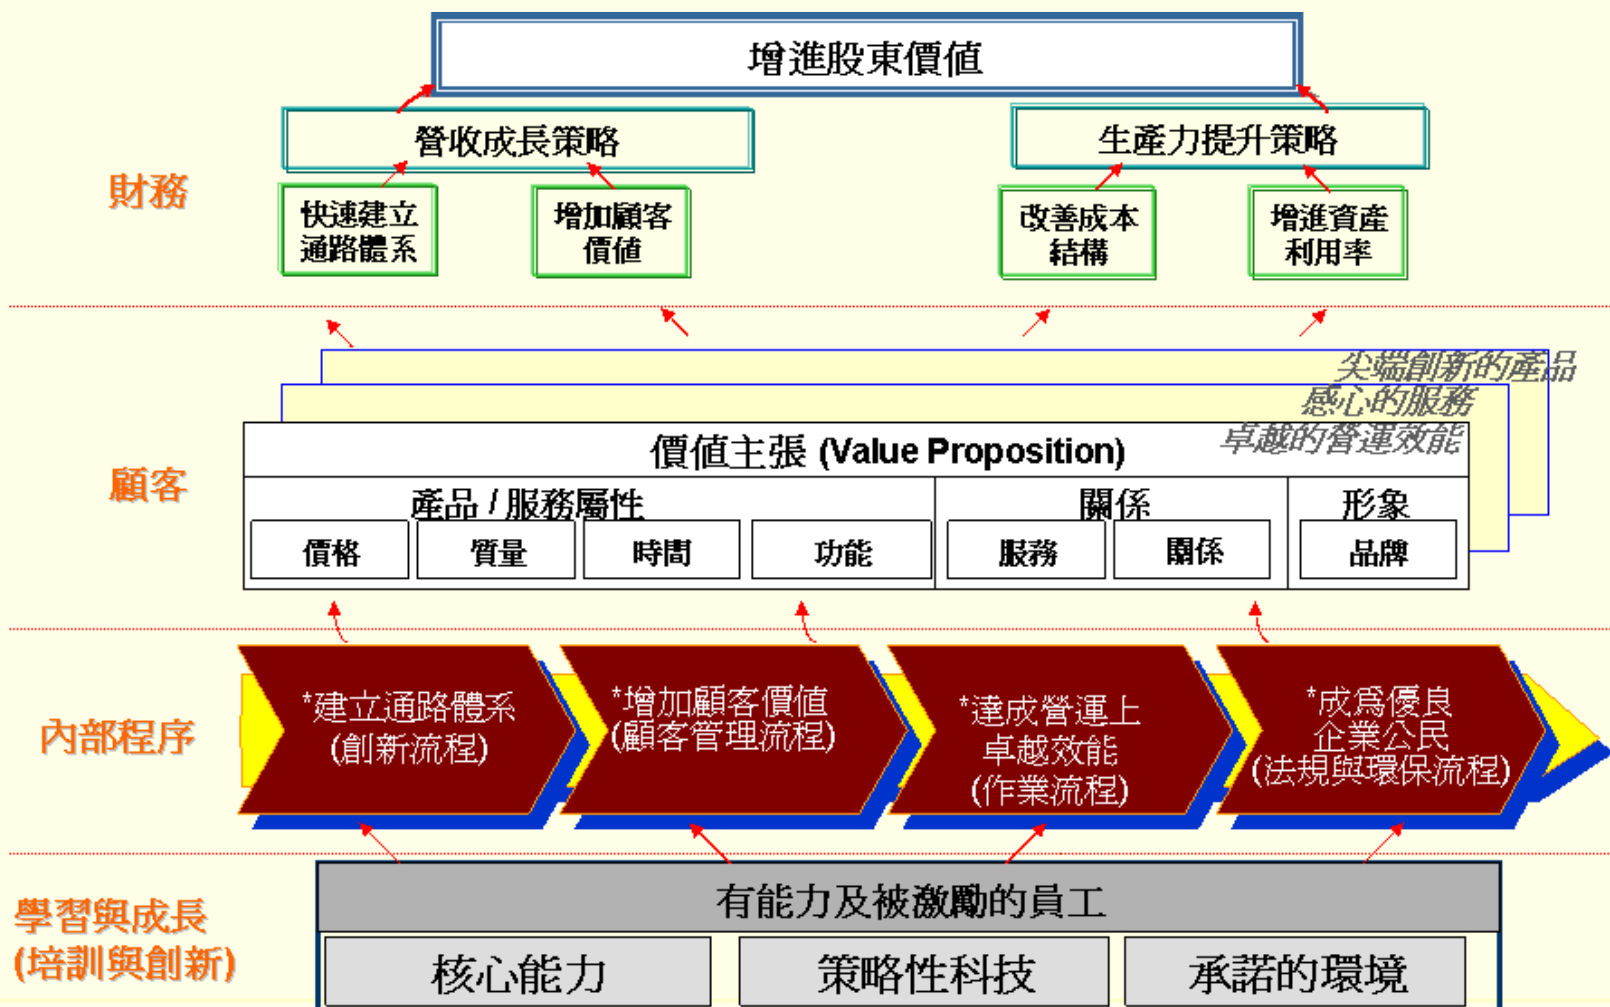 增進股東價值
營收成長策略
生產力提升策略
財務
快速建立
通路體系
增加顧客
價值
改善成本
結構
增進資產
利用率
尖端創新的產品
感心的服務
卓越的營運效能
價值主張 (Value Proposition)
顧客
產品 / 服務屬性
關係
形象
價格
質量
時間
功能
服務
關係
品牌
內部程序
*建立通路體系
(創新流程)
*增加顧客價值
(顧客管理流程)
*達成營運上
卓越效能
(作業流程)
*成為優良
企業公民
(法規與環保流程)
學習與成長
(培訓與創新)
有能力及被激勵的員工
核心能力
策略性科技
承諾的環境